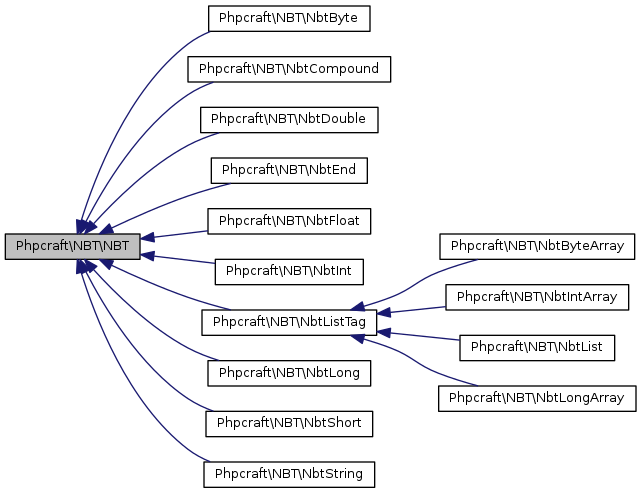 Phpcraft\NBT\NBT
Phpcraft\NBT\NbtByte
Phpcraft\NBT\NbtCompound
Phpcraft\NBT\NbtDouble
Phpcraft\NBT\NbtEnd
Phpcraft\NBT\NbtFloat
Phpcraft\NBT\NbtInt
Phpcraft\NBT\NbtListTag
Phpcraft\NBT\NbtLong
Phpcraft\NBT\NbtShort
Phpcraft\NBT\NbtString
Phpcraft\NBT\NbtByteArray
Phpcraft\NBT\NbtIntArray
Phpcraft\NBT\NbtList
Phpcraft\NBT\NbtLongArray